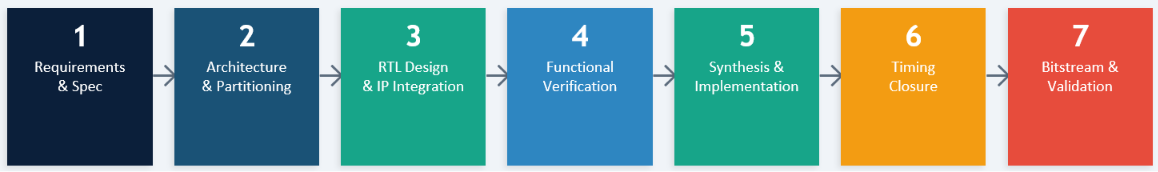 1
Requirements
& Spec
2
Architecture
& Partitioning
3
RTL Design
& IP Integration
4
Functional
Verification
5
Synthesis &
Implementation
6
Timing
Closure
7
Bitstream &
Validation